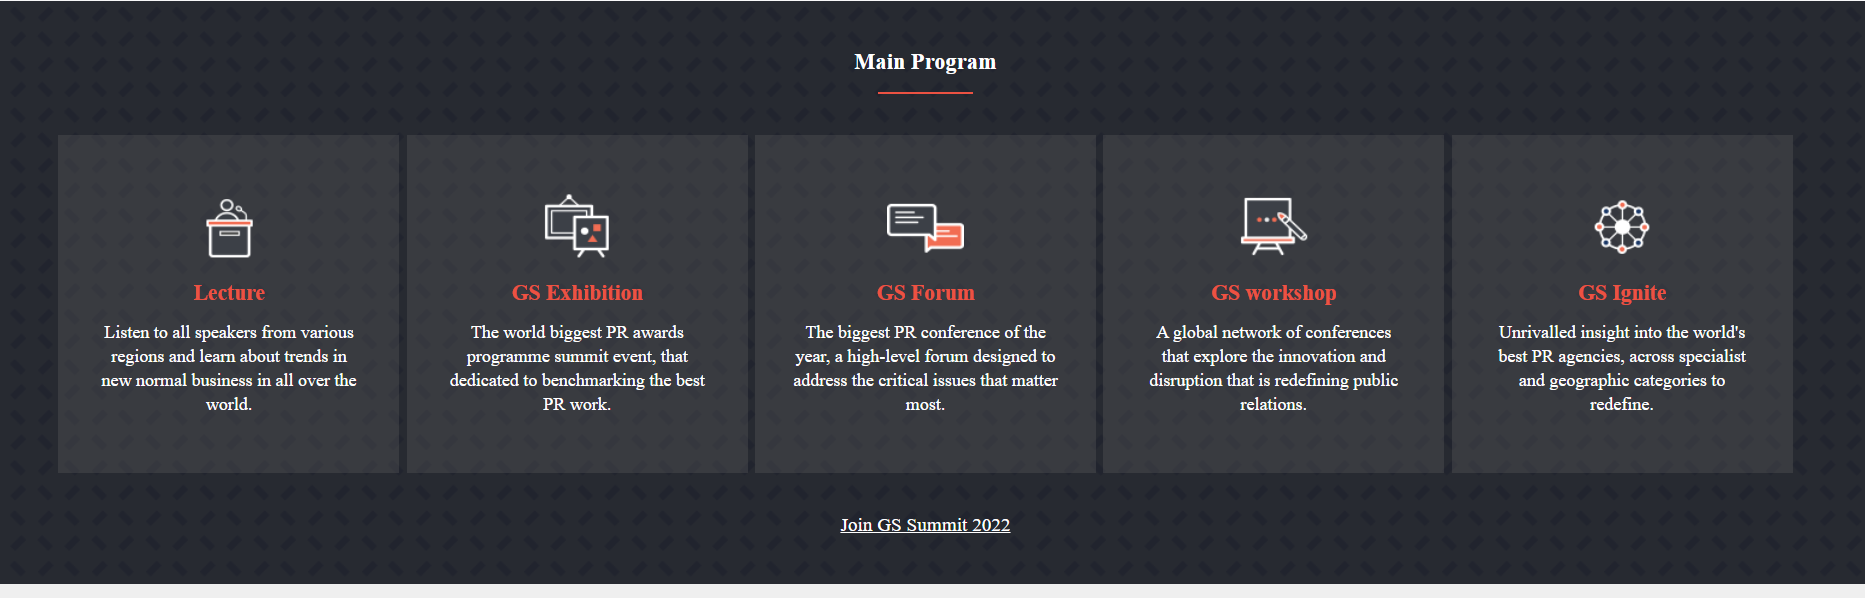 Main Program
Lecture
Listen to all speakers from various
regions and learn about trends in
new normal business in all over the
world.
GS Exhibition
The world biggest PR awards
programme summit event, that
dedicated to benchmarking the best
PR work.
GS Forum
The biggest PR conference of the
year, a high-level forum designed to
address the critical issues that matter
most.
GS workshop
A global network of conferences
that explore the innovation and
disruption that is redefining public
relations.
GS Ignite
Unrivalled insight into the world's
best PR agencies, across specialist
and geographic categories to
redefine.
Join GS Summit 2022